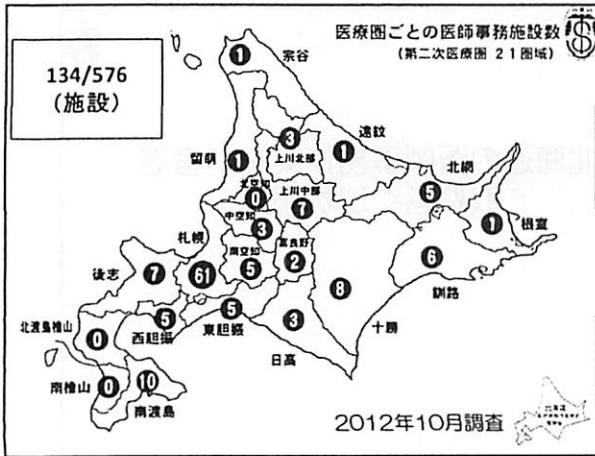 医療圏ごとの医師事務施設数
(第二次医療圏 21圏域)
134/576
(施設)
1
宗谷
3
上川北部
1
遠紋
留萌
1
北空知
0
上川中部
7
北網
5
根室
1
中空知
3
札幌
61
南空知
5
富良野
2
釧路
6
後志
7
8
十勝
北渡島檜山
0
5
西胆振
5
東胆振
3
日高
南檜山
0
10
南渡島
2012年10月調査
北海道